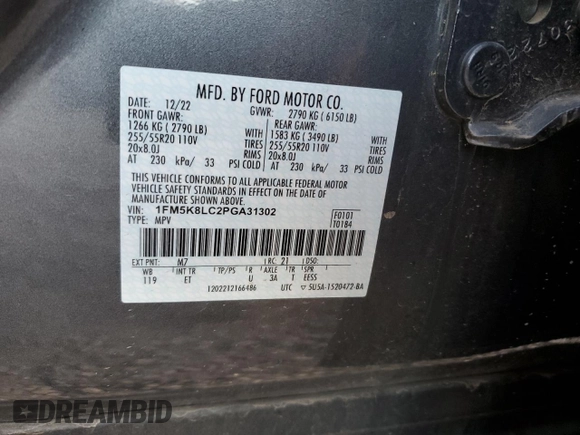 MFD. BY FORD MOTOR CO.
DATE: 12/22 GVWR: 2790 KG ( 6150 LB)
FRONT GAWR: REAR GAWR:
1266 KG ( 2790 LB) WITH 1583 KG ( 3490 LB) WITH
255/55R20 110V TIRES 255/55R20 110V TIRES
20x8.0J RIMS 20x8.0J RIMS
AT 230 kPa/ 33 PSI COLD AT 230 kPa/ 33 PSI COLD
THIS VEHICLE CONFORMS TO ALL APPLICABLE FEDERAL MOTOR
VEHICLE SAFETY STANDARDS IN EFFECT ON THE DATE OF
MANUFACTURE SHOWN ABOVE.
VIN: 1FM5K8LC2PGA31302 F0101
TYPE: MPV T0184
EXT PNT: M7 RC: 21 DSO:
WB INT TR TP/PS R AXLE TR SPR
119 ET U 3A T EESS
1202212166486 UTC 5U5A-1520472-BA
DREAMBID